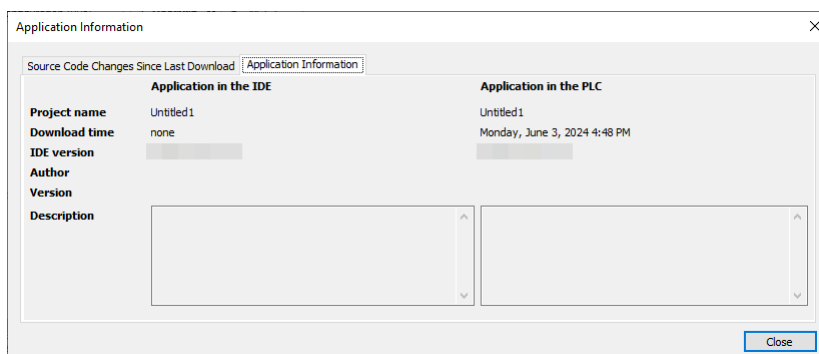 Application Information
Source Code Changes Since Last Download Application Information
Application in the IDE Application in the PLC
Project name Untitled1 Untitled1
Download time none Monday, June 3, 2024 4:48 PM
IDE version
Author
Version
Description
Close